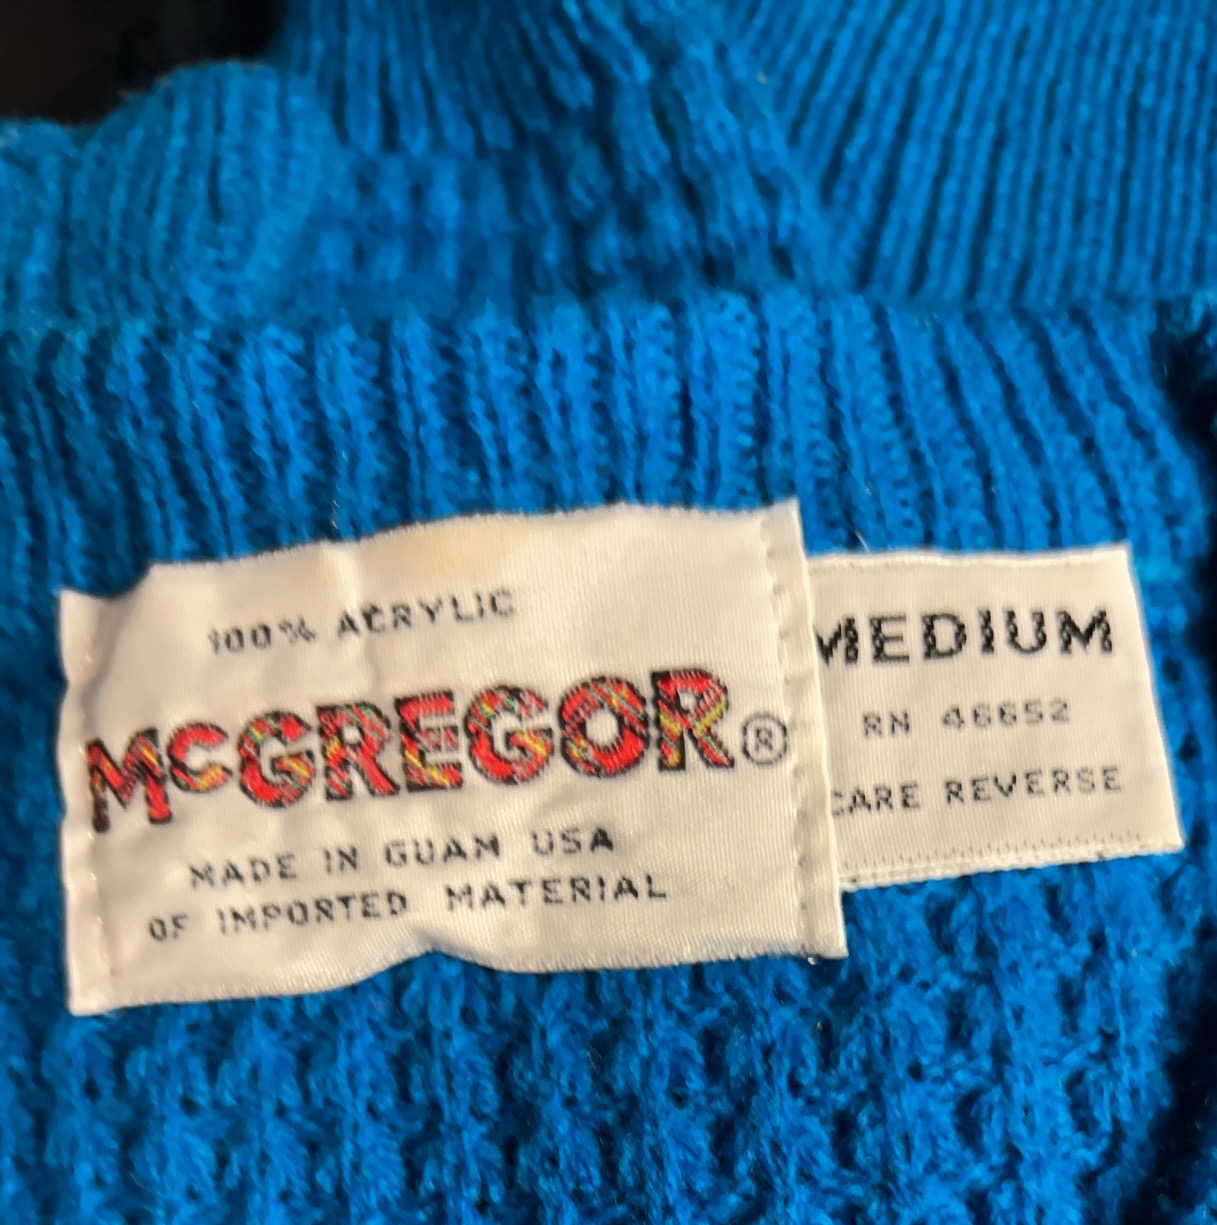 100% ACRYLIC
McGREGOR®
MADE IN GUAM USA
OF IMPORTED MATERIAL
MEDIUM
RN 46652
CARE REVERSE